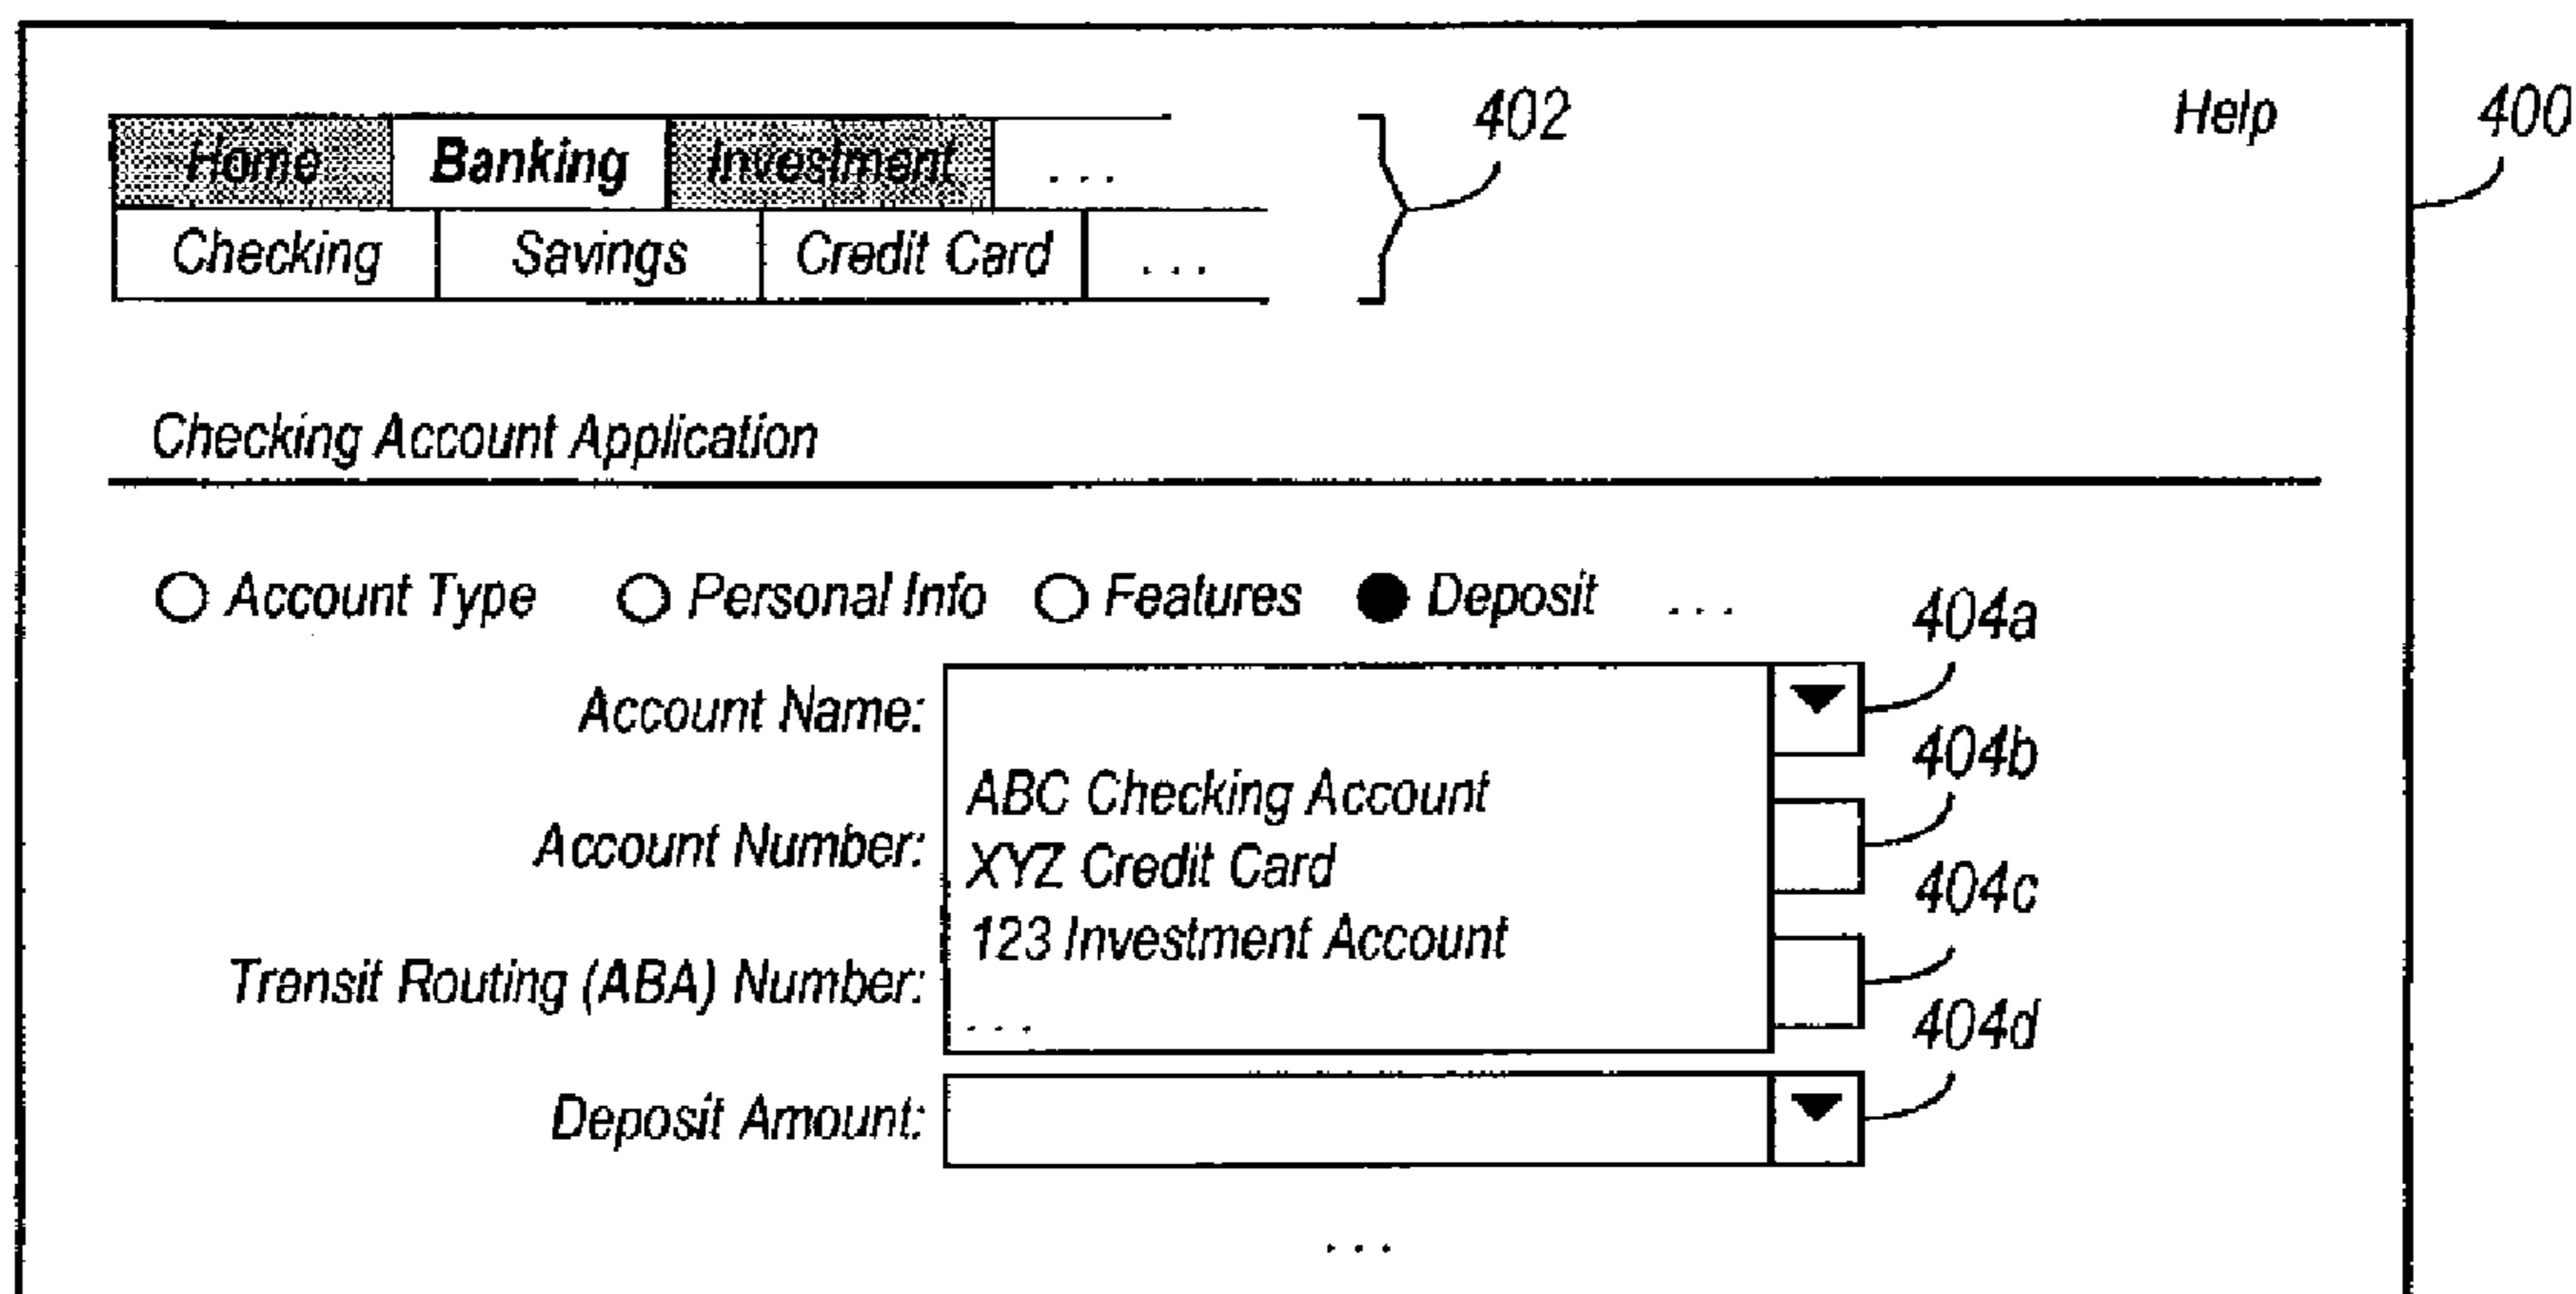 402 Help 400
Home Banking Investment ...
Checking Savings Credit Card ...
Checking Account Application
Account Type Personal Info Features Deposit ...
404a
Account Name:
404b
ABC Checking Account
Account Number:
XYZ Credit Card
404c
123 Investment Account
Transit Routing (ABA) Number:
...
404d
Deposit Amount:
...